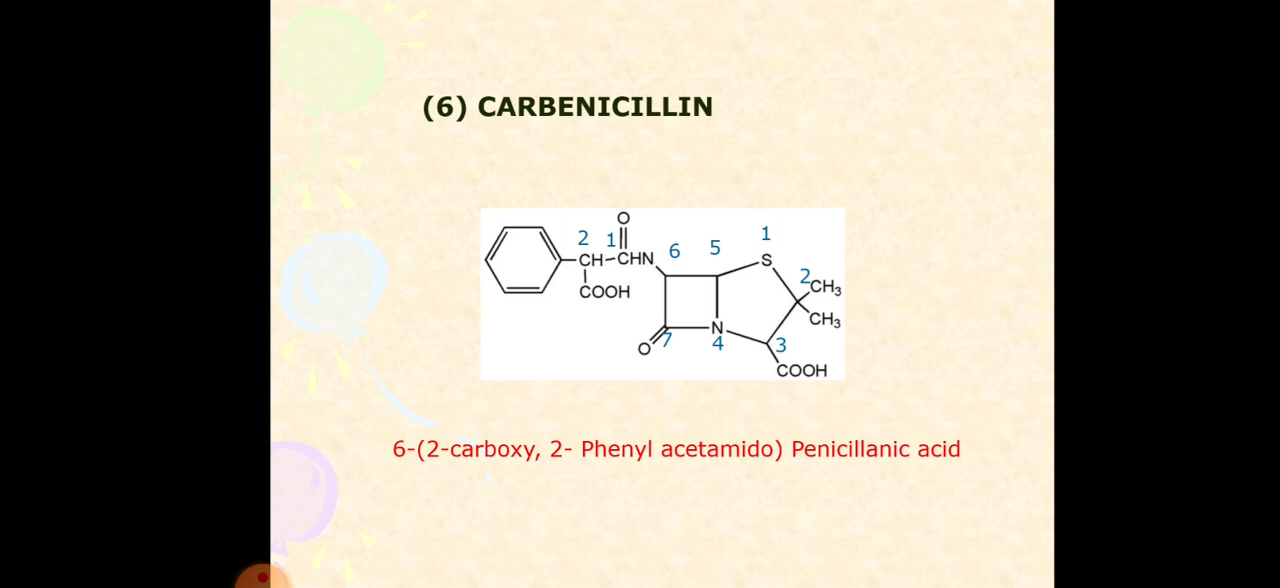 (6) CARBENICILLIN
O
2 1 6 5 1
CH-CHN S
2
COOH CH3
CH3
O 7 N 4 3
COOH
6-(2-carboxy, 2- Phenyl acetamido) Penicillanic acid